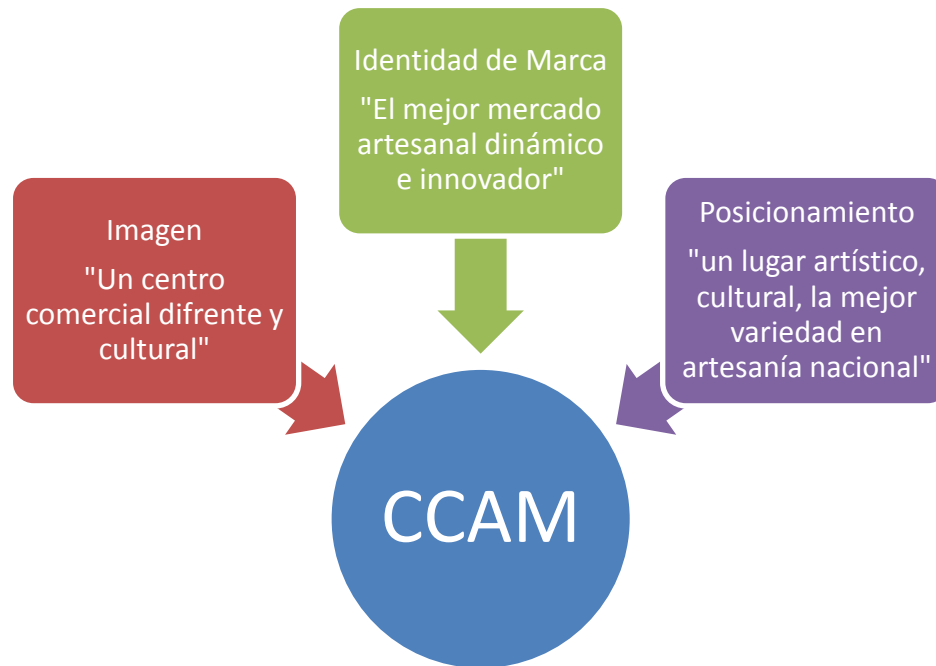 Identidad de Marca
"El mejor mercado
artesanal dinámico
e innovador"
Imagen
"Un centro
comercial difrente y
cultural"
Posicionamiento
"un lugar artístico,
cultural, la mejor
variedad en
artesanía nacional"
CCAM